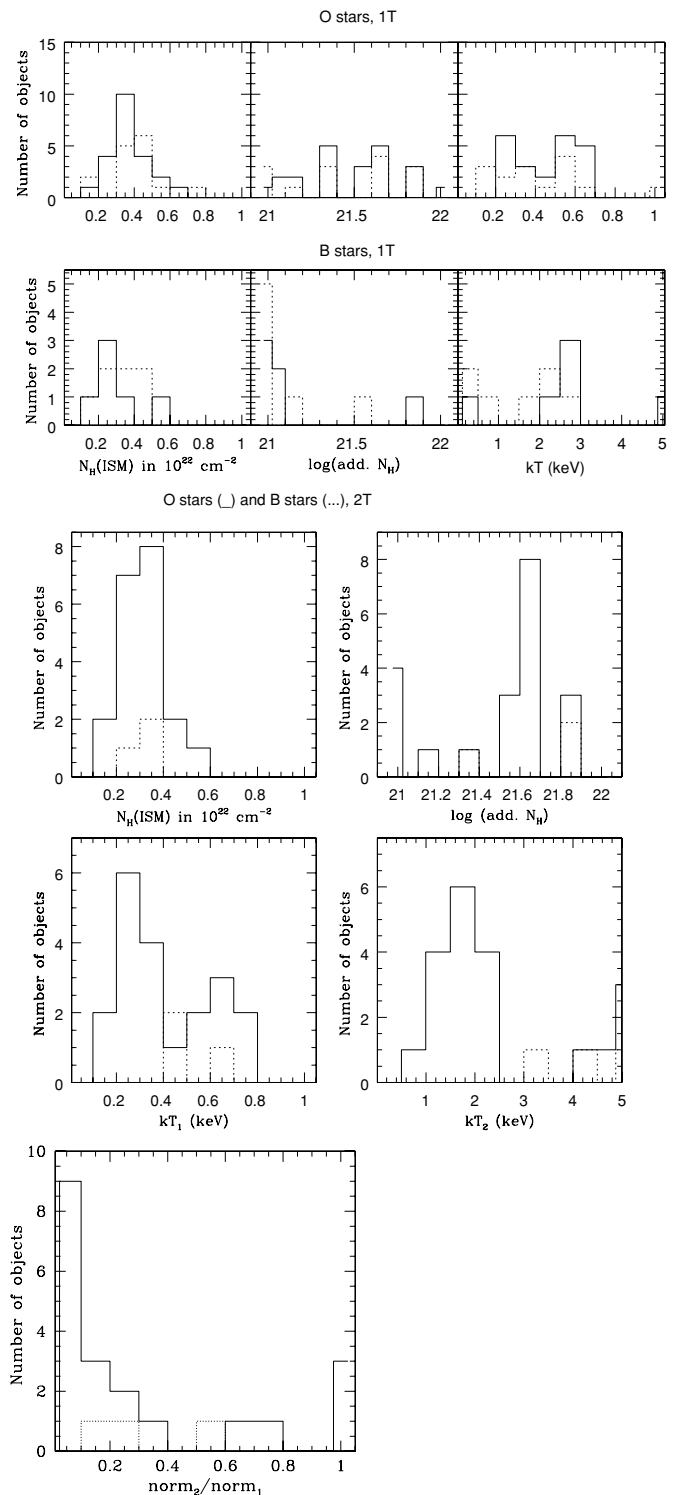 O stars, 1T
15
10
5
0
Number of objects
0.2 0.4 0.6 0.8 1 21 21.5 22 0.2 0.4 0.6 0.8 1
B stars, 1T
5
4
3
2
1
0
Number of objects
0.2 0.4 0.6 0.8 1 21 21.5 22 1 2 3 4 5
N_H(ISM) in 10^22 cm^-2 log(add. N_H) kT (keV)
O stars (_) and B stars (...), 2T
8
6
4
2
0
Number of objects
0.2 0.4 0.6 0.8 1
N_H(ISM) in 10^22 cm^-2
8
6
4
2
0
Number of objects
21 21.2 21.4 21.6 21.8 22
log (add. N_H)
6
4
2
0
Number of objects
0.2 0.4 0.6 0.8 1
kT_1 (keV)
6
4
2
0
Number of objects
1 2 3 4 5
kT_2 (keV)
10
8
6
4
2
0
Number of objects
0.2 0.4 0.6 0.8 1
norm_2/norm_1